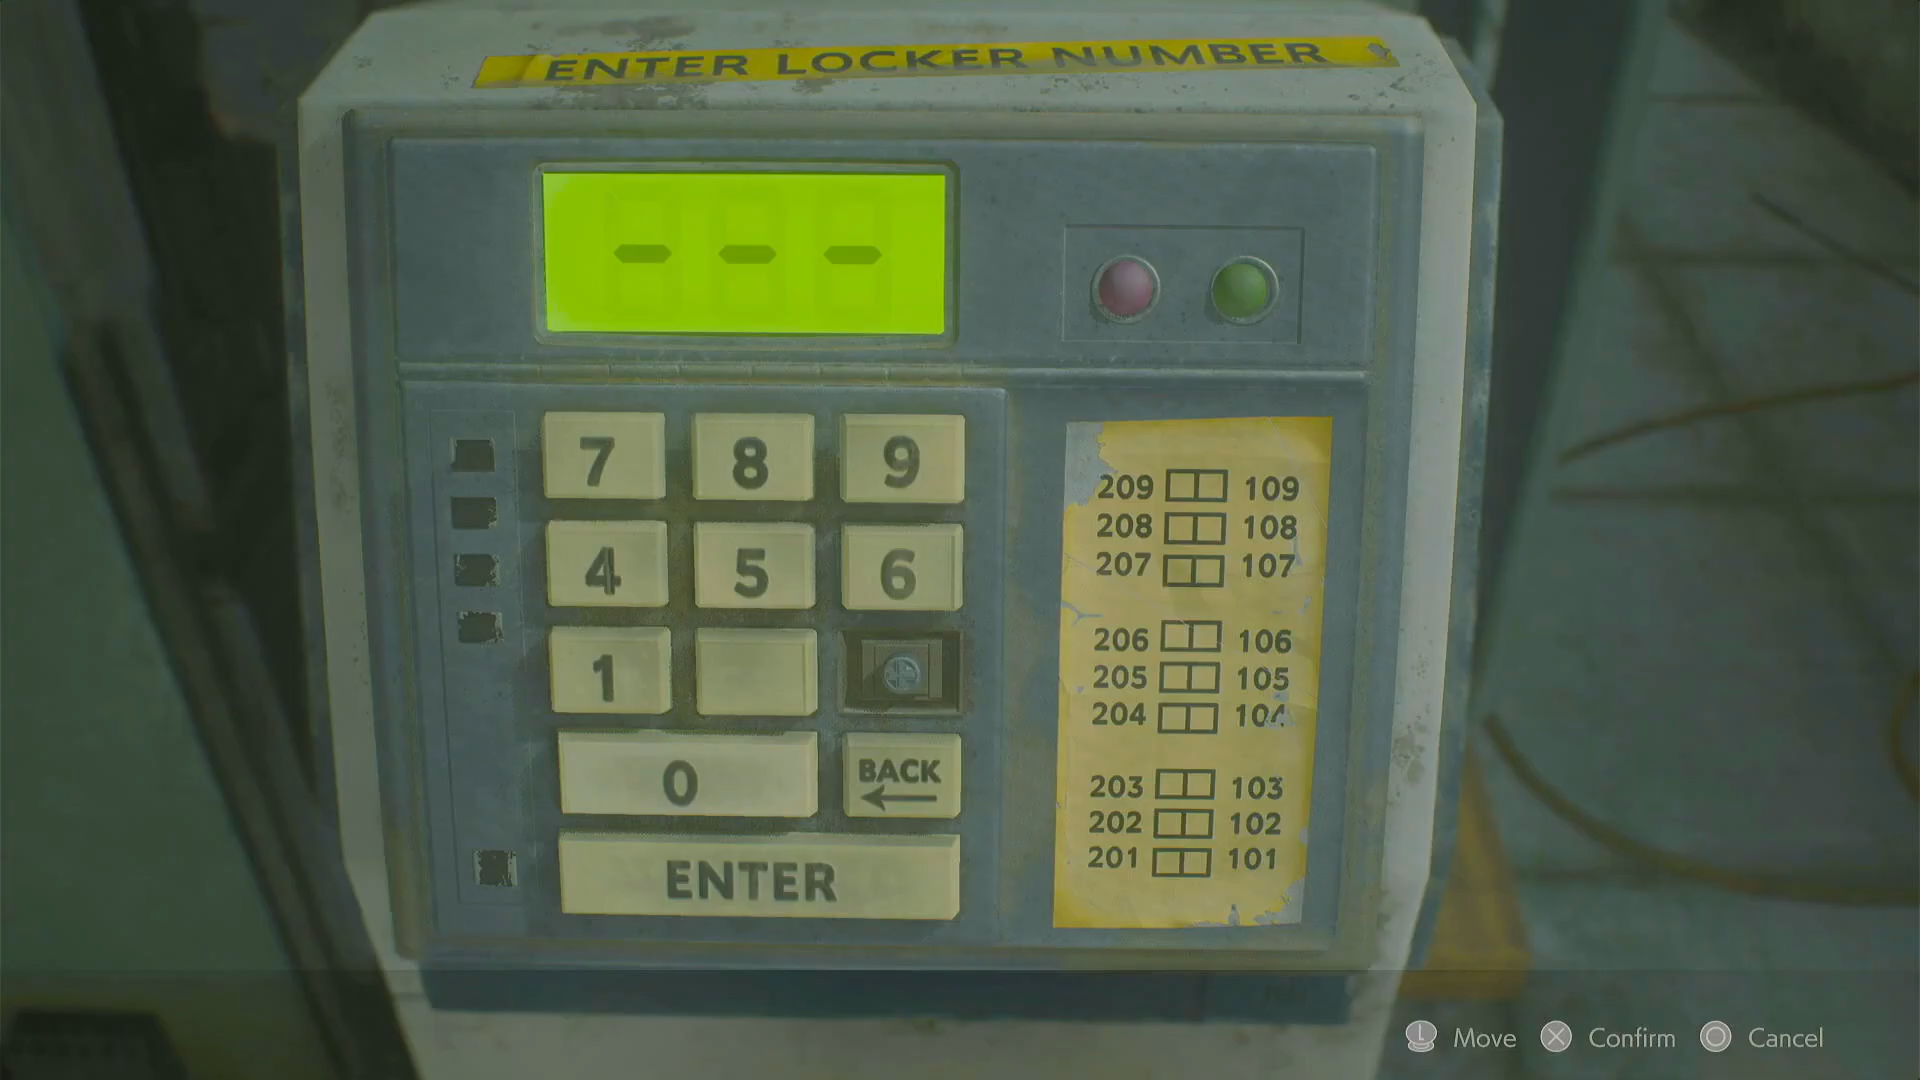 ENTER LOCKER NUMBER
- - -
7 8 9
4 5 6
1
0 BACK
ENTER
209 109
208 108
207 107
206 106
205 105
204 104
203 103
202 102
201 101
L Move Confirm Cancel